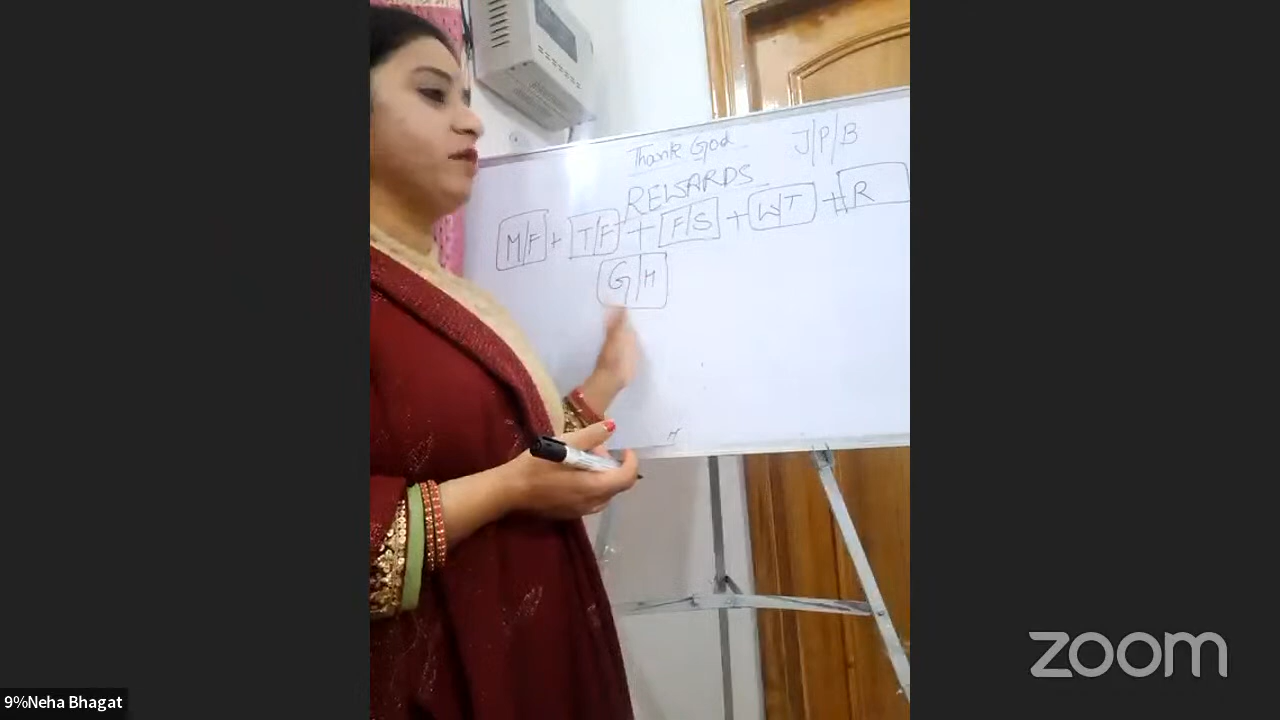 Thank God J|P|B
REWARDS
M/F + T/F + F/S + WT + R
G/H
zoom
9%Neha Bhagat